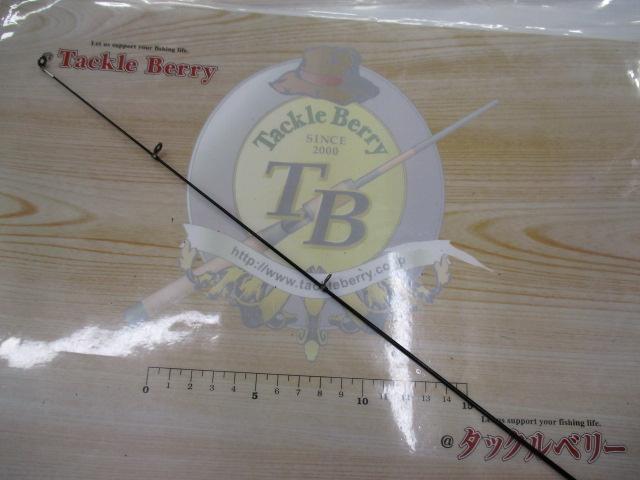 Let us support your fishing life.
@ Tackle Berry
Tackle Berry
SINCE
2000
TB
http://www.tackleberry.co.jp
0 1 2 3 4 5 6 7 8 9 10 11 12 13 14 15
Let us support your fishing life.
@ タックルベリー